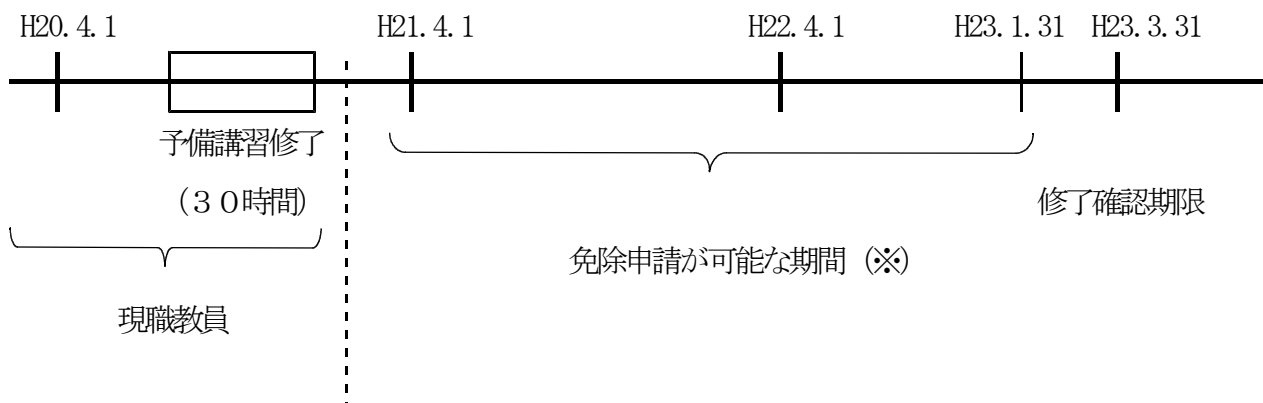 H20.4.1 H21.4.1 H22.4.1 H23.1.31 H23.3.31
予備講習修了
（３０時間）
修了確認期限
免除申請が可能な期間（※）
現職教員